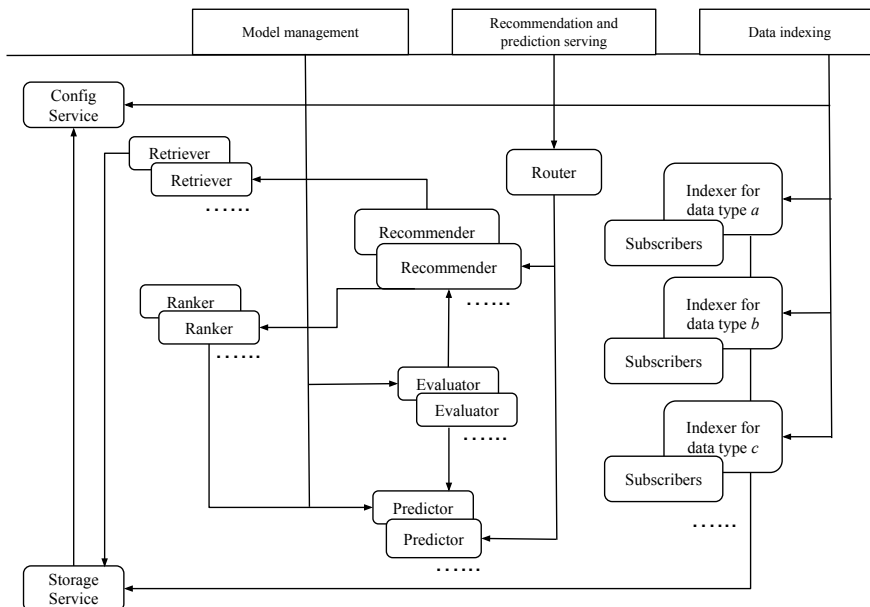 Model management
Recommendation and
prediction serving
Data indexing
Config
Service
Retriever
Retriever
......
Router
Indexer for
data type a
Subscribers
Recommender
Recommender
......
Ranker
Ranker
......
Indexer for
data type b
Subscribers
Evaluator
Evaluator
......
Indexer for
data type c
Subscribers
......
Predictor
Predictor
......
Storage
Service